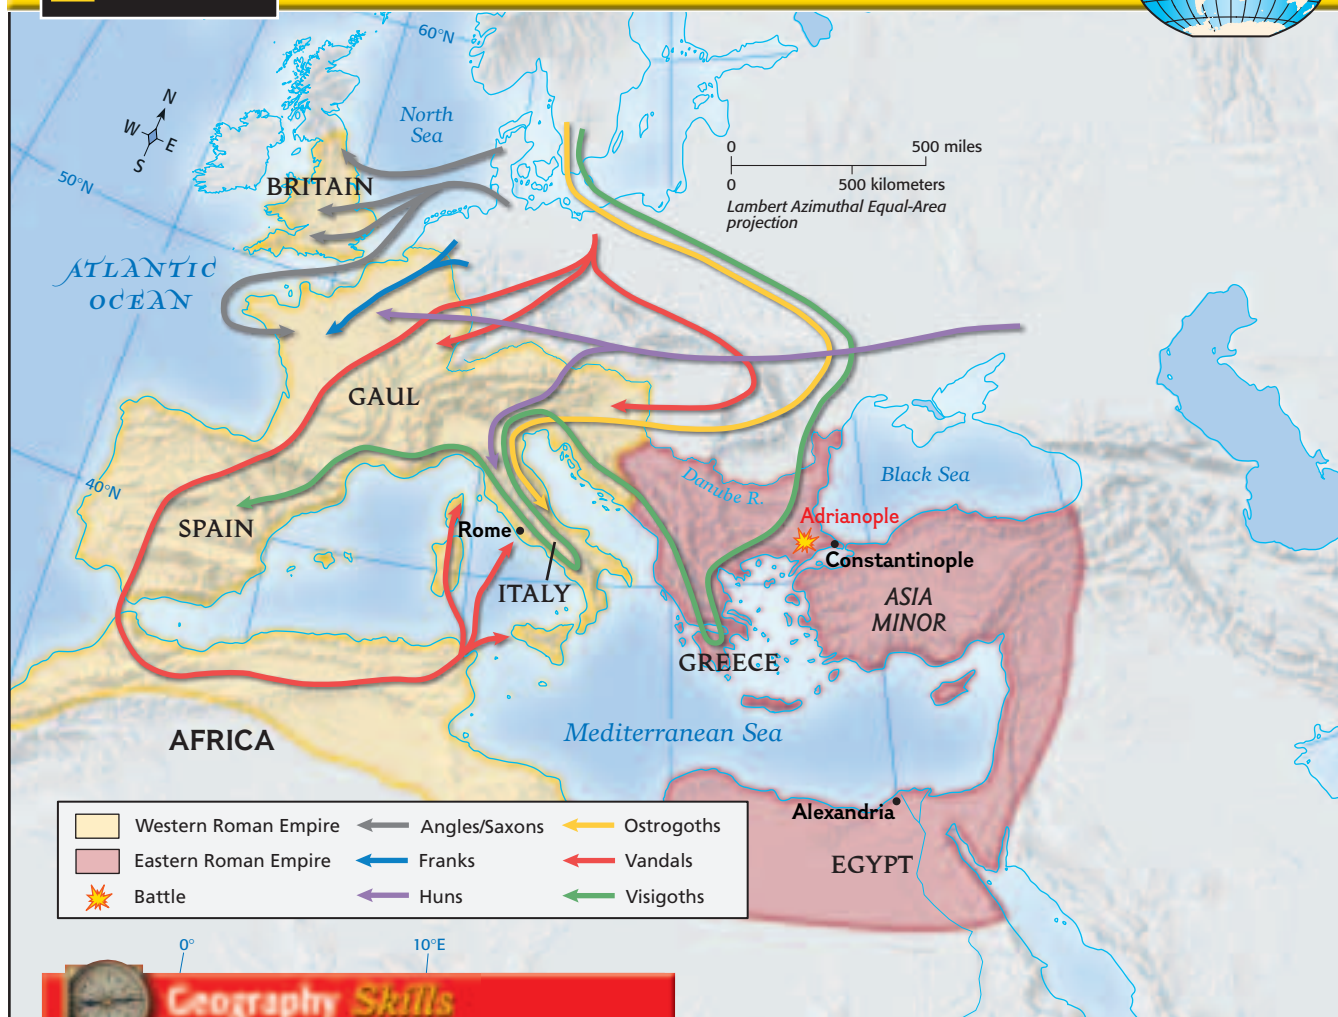 60°N
N
W
E
S
North
Sea
0 500 miles
0 500 kilometers
Lambert Azimuthal Equal-Area
projection
50°N
BRITAIN
ATLANTIC
OCEAN
GAUL
40°N
SPAIN
Danube R.
Black Sea
Rome
Adrianople
Constantinople
ITALY
ASIA
MINOR
GREECE
AFRICA
Mediterranean Sea
Alexandria
EGYPT
Western Roman Empire
Eastern Roman Empire
Battle
Angles/Saxons
Franks
Huns
Ostrogoths
Vandals
Visigoths
0°
10°E
Geography Skills